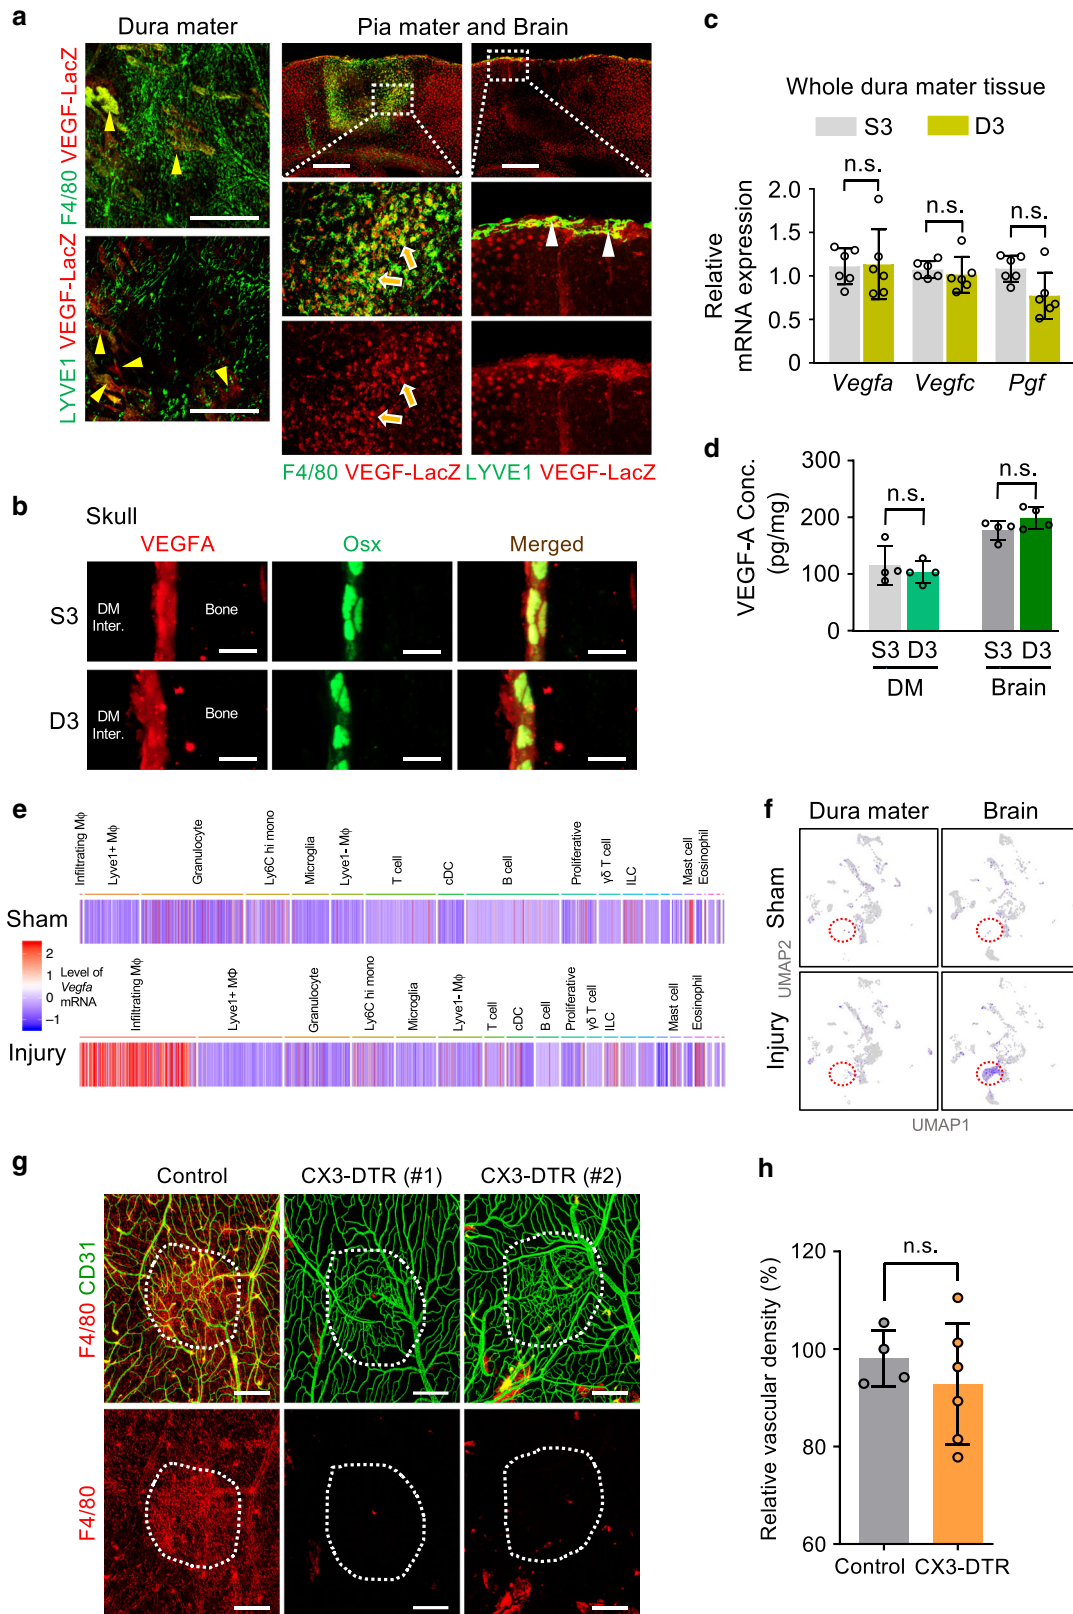 a
Dura mater
Pia mater and Brain
F4/80 VEGF-LacZ
LYVE1 VEGF-LacZ
F4/80 VEGF-LacZ
LYVE1 VEGF-LacZ
b
Skull
VEGFA
Osx
Merged
S3
DM Inter.
Bone
D3
DM Inter.
Bone
c
Whole dura mater tissue
S3
D3
Relative mRNA expression
2.0
1.5
1.0
0.5
0
n.s.
n.s.
n.s.
Vegfa
Vegfc
Pgf
d
VEGF-A Conc. (pg/mg)
300
200
100
0
n.s.
n.s.
S3 D3
S3 D3
DM
Brain
e
Infiltrating Mϕ
Lyve1+ Mϕ
Granulocyte
Ly6C hi mono
Microglia
Lyve1- Mϕ
T cell
cDC
B cell
Proliferative
γδ T cell
ILC
Mast cell
Eosinophil
Sham
2
1
0
−1
Level of Vegfa mRNA
Infiltrating Mϕ
Lyve1+ MΦ
Granulocyte
Ly6C hi mono
Microglia
Lyve1- Mϕ
T cell
cDC
B cell
Proliferative
γδ T cell
ILC
Mast cell
Eosinophil
Injury
f
Dura mater
Brain
Sham
Injury
UMAP2
UMAP1
g
Control
CX3-DTR (#1)
CX3-DTR (#2)
F4/80 CD31
F4/80
h
Relative vascular density (%)
120
100
80
60
n.s.
Control
CX3-DTR